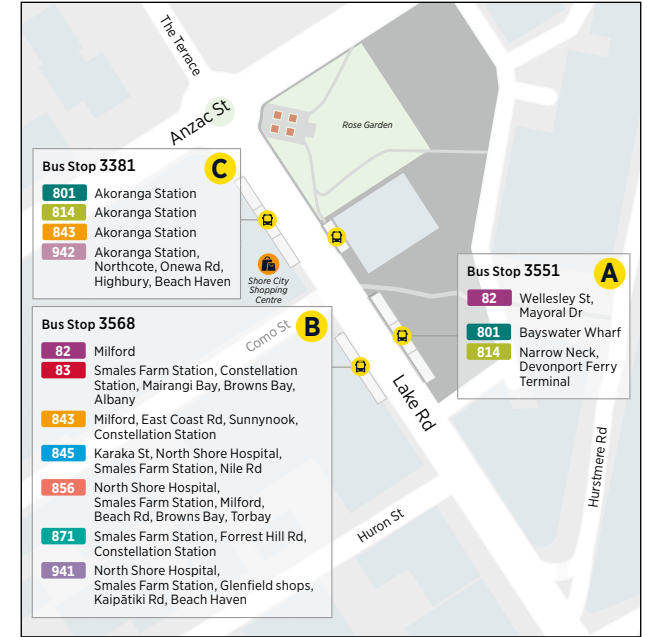 The Terrace
Anzac St
Rose Garden
Bus Stop 3381
C
801 Akoranga Station
814 Akoranga Station
843 Akoranga Station
942 Akoranga Station,
Northcote, Onewa Rd,
Highbury, Beach Haven
Shore City
Shopping
Centre
Bus Stop 3551
A
82 Wellesley St,
Mayoral Dr
801 Bayswater Wharf
814 Narrow Neck,
Devonport Ferry
Terminal
Como St
Bus Stop 3568
B
82 Milford
83 Smales Farm Station, Constellation
Station, Mairangi Bay, Browns Bay,
Albany
843 Milford, East Coast Rd, Sunnynook,
Constellation Station
845 Karaka St, North Shore Hospital,
Smales Farm Station, Nile Rd
856 North Shore Hospital,
Smales Farm Station, Milford,
Beach Rd, Browns Bay, Torbay
871 Smales Farm Station, Forrest Hill Rd,
Constellation Station
941 North Shore Hospital,
Smales Farm Station, Glenfield shops,
Kaipātiki Rd, Beach Haven
Lake Rd
Huron St
Hurstmere Rd